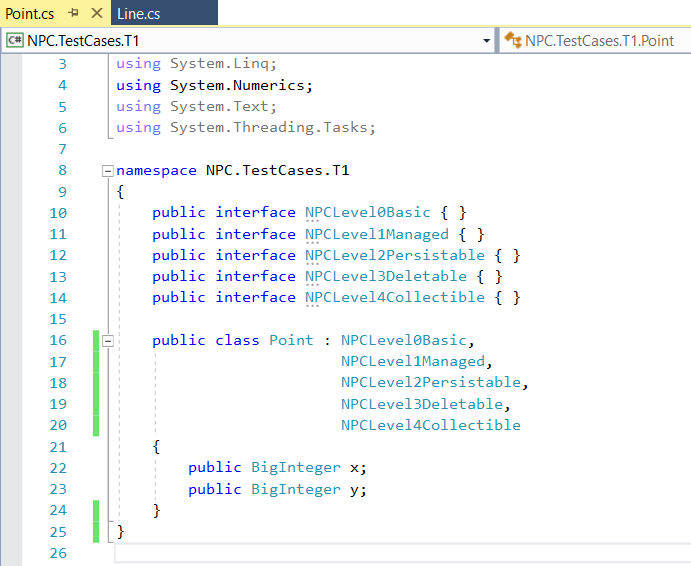 Point.cs Line.cs
C# NPC.TestCases.T1 NPC.TestCases.T1.Point
3 using System.Linq;
4 using System.Numerics;
5 using System.Text;
6 using System.Threading.Tasks;
7
8 namespace NPC.TestCases.T1
9 {
10 public interface NPCLevel0Basic { }
11 public interface NPCLevel1Managed { }
12 public interface NPCLevel2Persistable { }
13 public interface NPCLevel3Deletable { }
14 public interface NPCLevel4Collectible { }
15
16 public class Point : NPCLevel0Basic,
17 NPCLevel1Managed,
18 NPCLevel2Persistable,
19 NPCLevel3Deletable,
20 NPCLevel4Collectible
21 {
22 public BigInteger x;
23 public BigInteger y;
24 }
25 }
26